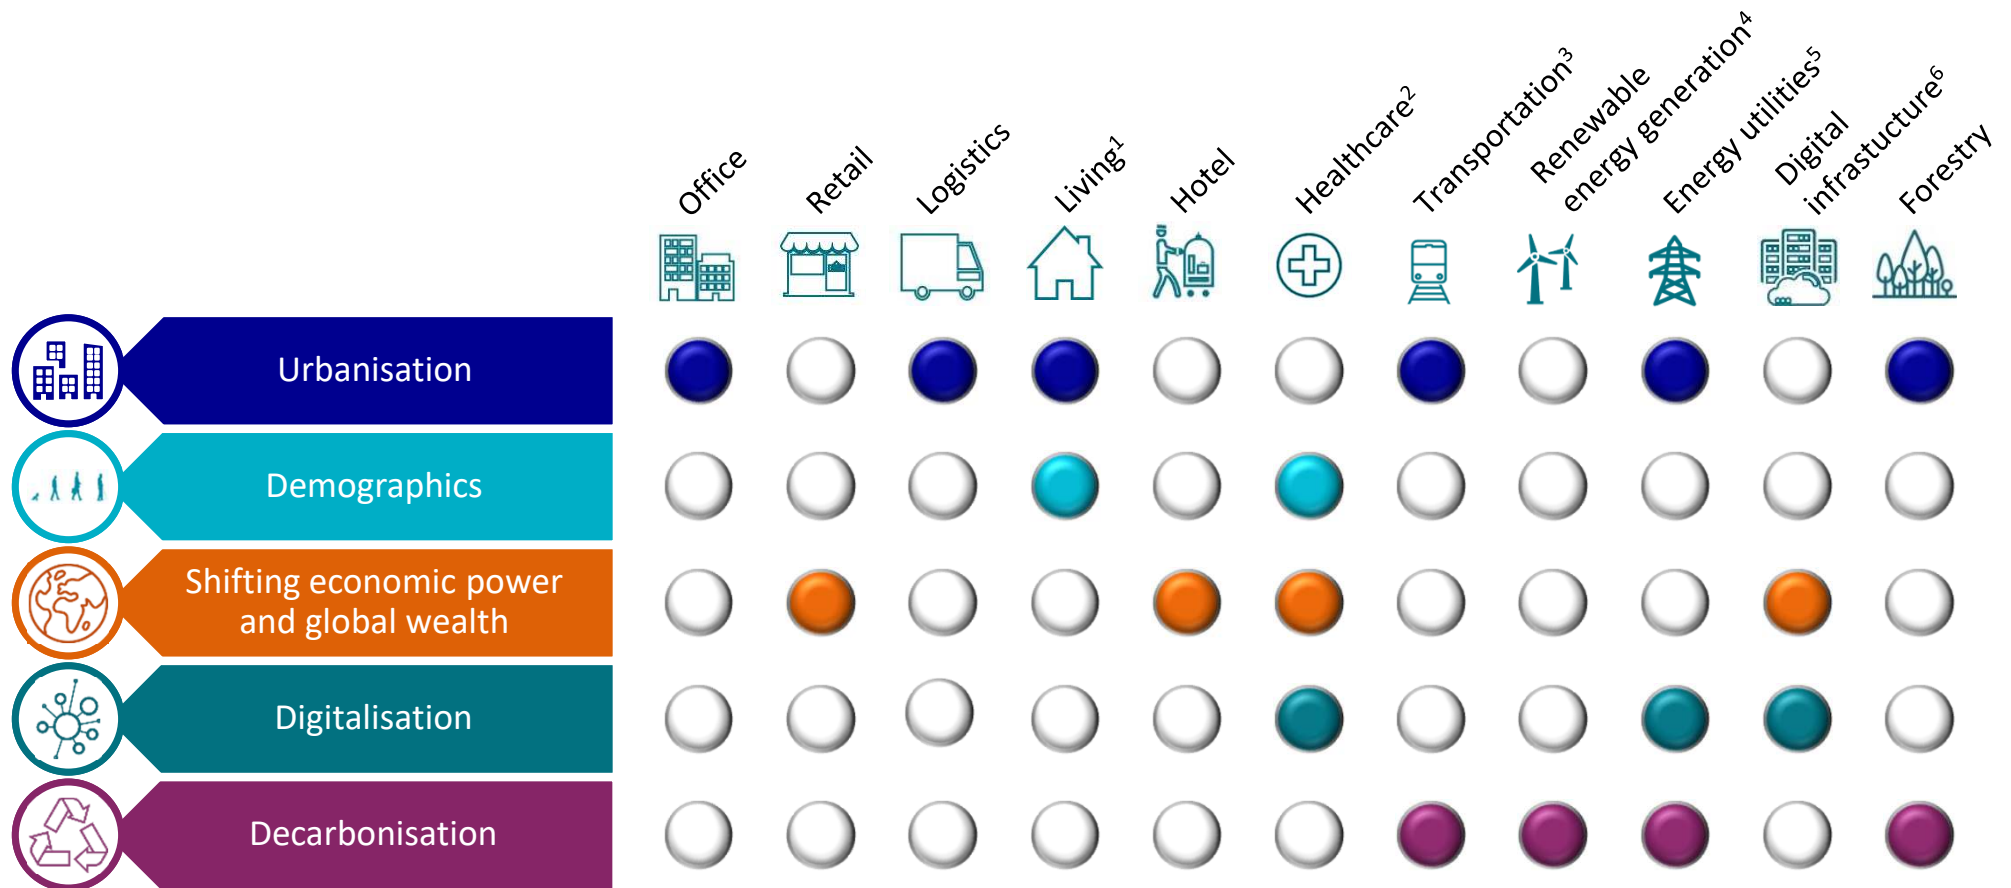 Office
Retail
Logistics
Living1
Hotel
Healthcare2
Transportation3
Renewable
energy generation4
Energy utilities5
Digital
infrastucture6
Forestry
Urbanisation
Demographics
Shifting economic power
and global wealth
Digitalisation
Decarbonisation